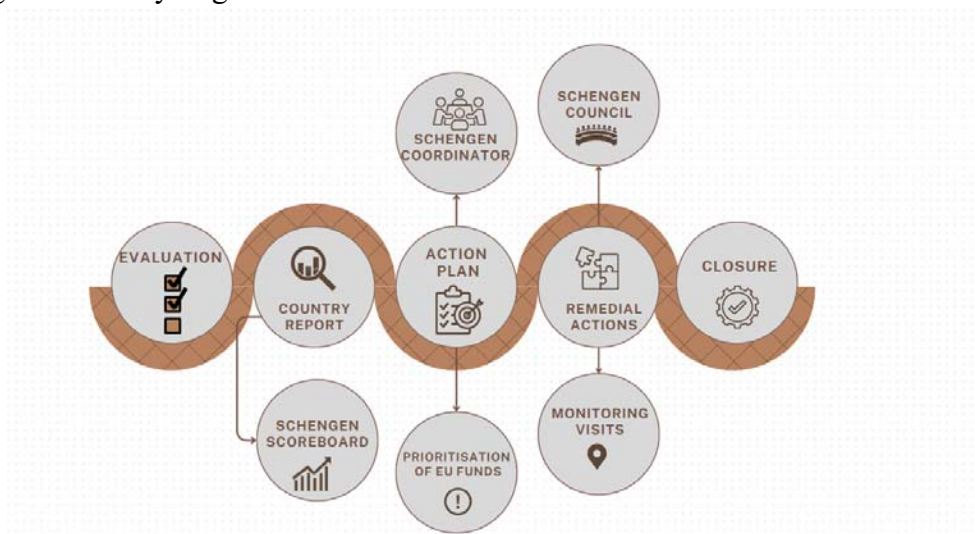 SCHENGEN
COORDINATOR
SCHENGEN
COUNCIL
EVALUATION
COUNTRY
REPORT
ACTION
PLAN
REMEDIAL
ACTIONS
CLOSURE
SCHENGEN
SCOREBOARD
PRIORITISATION
OF EU FUNDS
MONITORING
VISITS